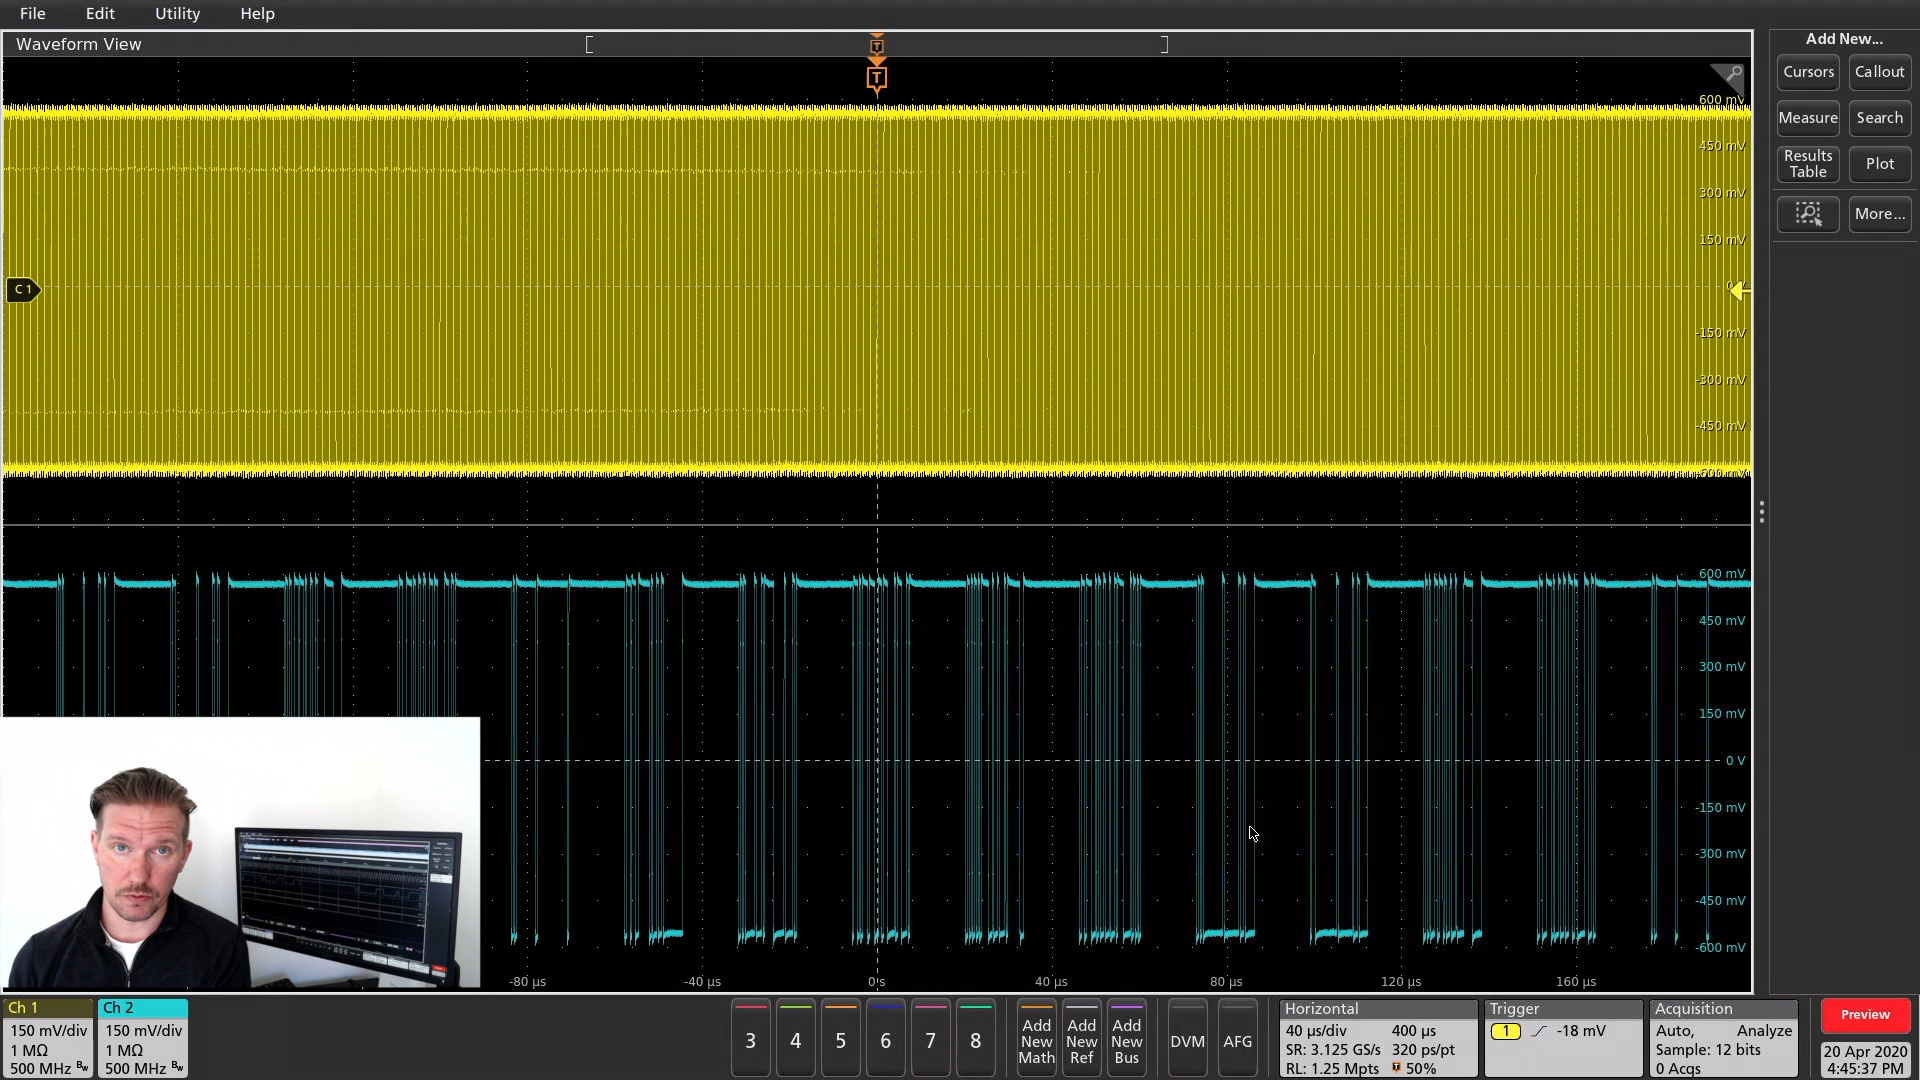 File Edit Utility Help
Waveform View
Add New...
Cursors Callout
Measure Search
Results Table Plot
More...
T
T
600 mV
450 mV
300 mV
150 mV
C 1
-150 mV
-300 mV
-450 mV
600 mV
450 mV
300 mV
150 mV
0 V
-150 mV
-300 mV
-450 mV
-600 mV
-80 µs -40 µs 0 s 40 µs 80 µs 120 µs 160 µs
Ch 1
150 mV/div
1 MΩ
500 MHz Bw
Ch 2
150 mV/div
1 MΩ
500 MHz Bw
3 4 5 6 7 8
Add New Math
Add New Ref
Add New Bus
DVM AFG
Horizontal
40 µs/div 400 µs
SR: 3.125 GS/s 320 ps/pt
RL: 1.25 Mpts T 50%
Trigger
1 -18 mV
Acquisition
Auto, Analyze
Sample: 12 bits
0 Acqs
Preview
20 Apr 2020
4:45:37 PM